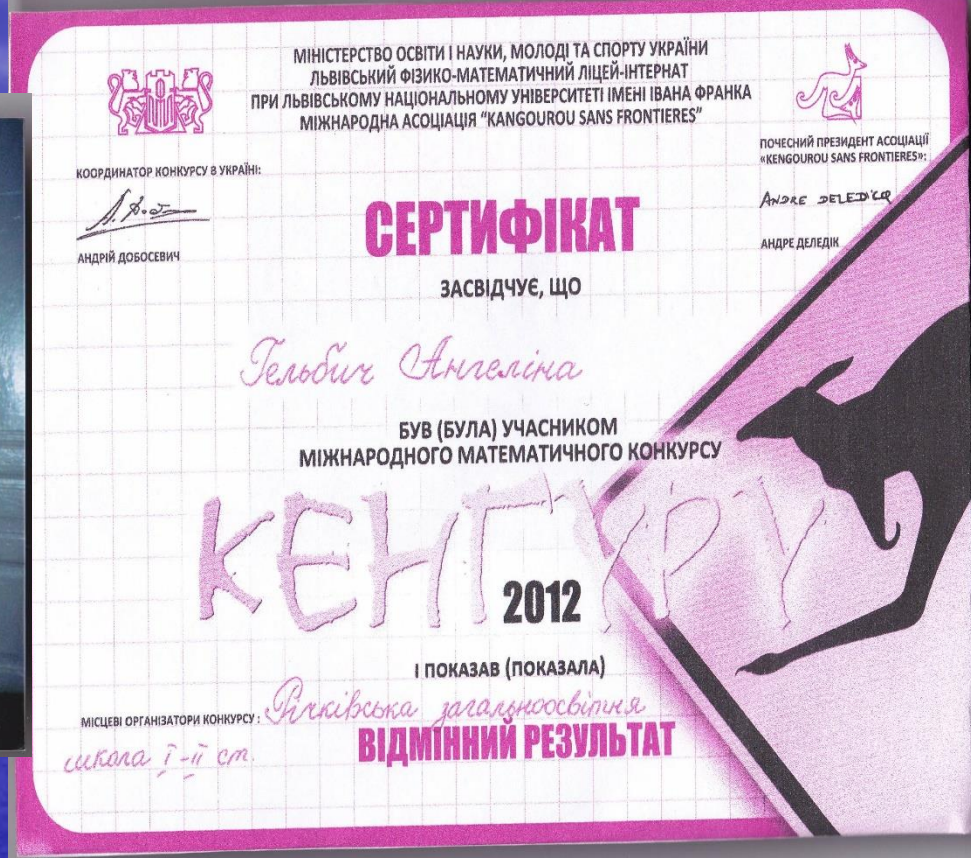 МІНІСТЕРСТВО ОСВІТИ І НАУКИ, МОЛОДІ ТА СПОРТУ УКРАЇНИ
ЛЬВІВСЬКИЙ ФІЗИКО-МАТЕМАТИЧНИЙ ЛІЦЕЙ-ІНТЕРНАТ
ПРИ ЛЬВІВСЬКОМУ НАЦІОНАЛЬНОМУ УНІВЕРСИТЕТІ ІМЕНІ ІВАНА ФРАНКА
МІЖНАРОДНА АСОЦІАЦІЯ “KANGOUROU SANS FRONTIERES”
КООРДИНАТОР КОНКУРСУ В УКРАЇНІ:
АНДРІЙ ДОБОСЕВИЧ
ПОЧЕСНИЙ ПРЕЗИДЕНТ АСОЦІАЦІЇ
«KENGOUROU SANS FRONTIERES»:
ANDRE DELEDICQ
АНДРЕ ДЕЛЕДІК
СЕРТИФІКАТ
ЗАСВІДЧУЄ, ЩО
Гельбич Ангеліна
БУВ (БУЛА) УЧАСНИКОМ
МІЖНАРОДНОГО МАТЕМАТИЧНОГО КОНКУРСУ
КЕНГУРУ
2012
І ПОКАЗАВ (ПОКАЗАЛА)
МІСЦЕВІ ОРГАНІЗАТОРИ КОНКУРСУ: Річківська загальноосвітня
школа І-ІІ ст.
ВІДМІННИЙ РЕЗУЛЬТАТ